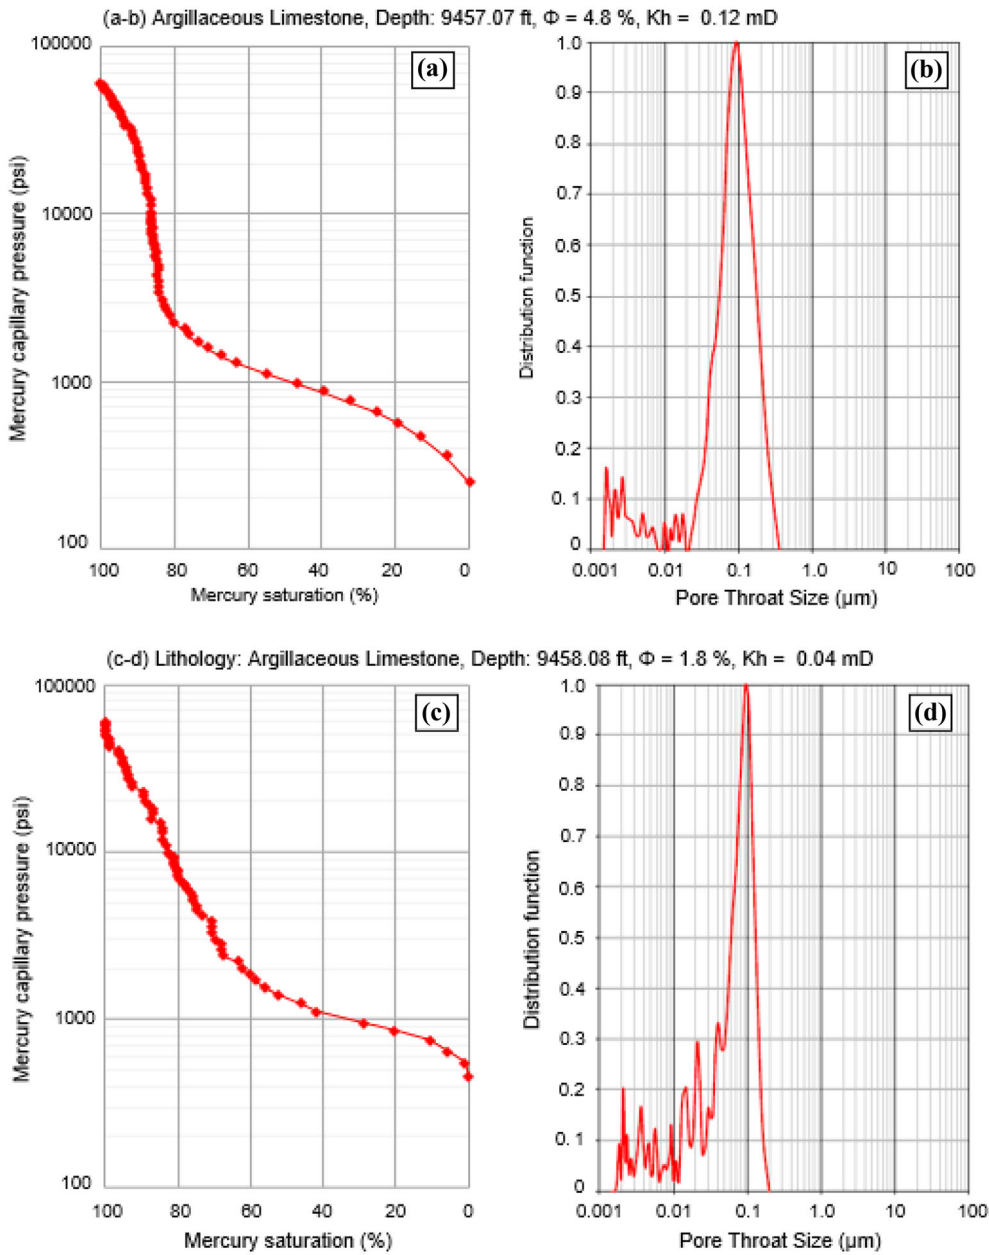 (a-b) Argillaceous Limestone, Depth: 9457.07 ft, Φ = 4.8 %, Kh = 0.12 mD
(a)
Mercury capillary pressure (psi)
100000
10000
1000
100
100 80 60 40 20 0
Mercury saturation (%)
(b)
Distribution function
1.0
0.9
0.8
0.7
0.6
0.5
0.4
0.3
0.2
0.1
0
0.001 0.01 0.1 1.0 10 100
Pore Throat Size (µm)
(c-d) Lithology: Argillaceous Limestone, Depth: 9458.08 ft, Φ = 1.8 %, Kh = 0.04 mD
(c)
Mercury capillary pressure (psi)
100000
10000
1000
100
100 80 60 40 20 0
Mercury saturation (%)
(d)
Distribution function
1.0
0.9
0.8
0.7
0.6
0.5
0.4
0.3
0.2
0.1
0
0.001 0.01 0.1 1.0 10 100
Pore Throat Size (µm)